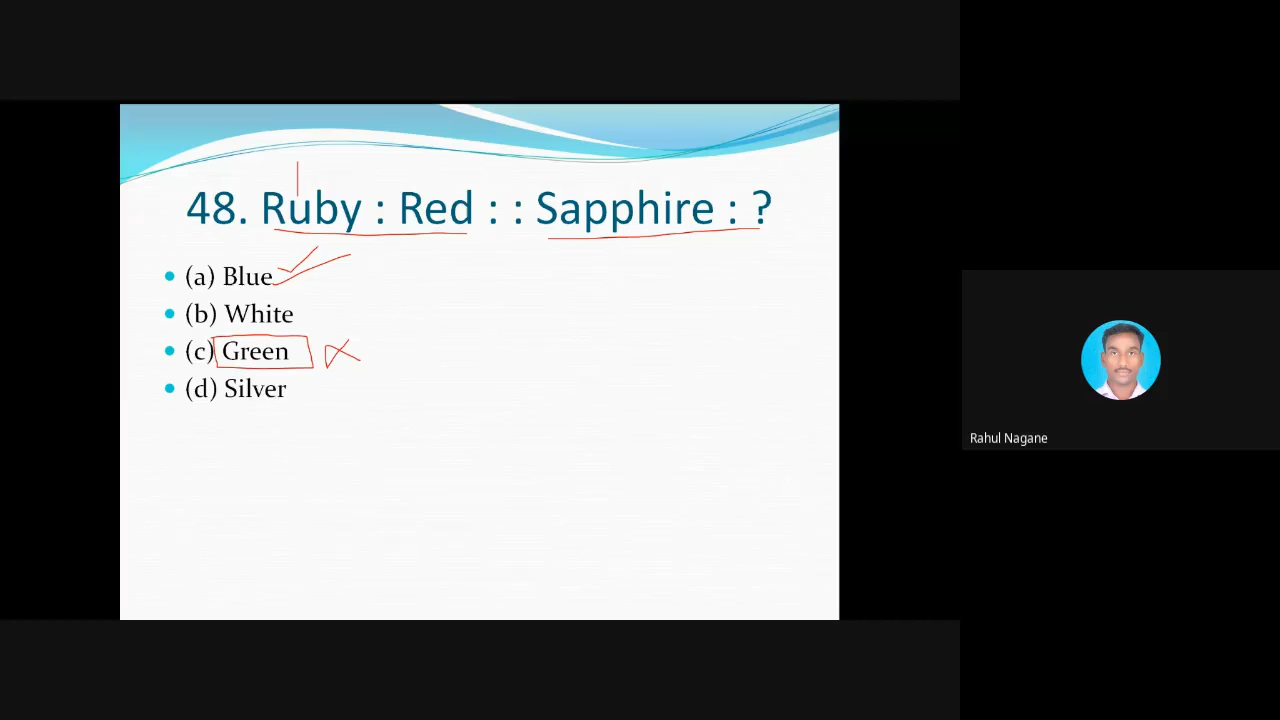 48. Ruby : Red : : Sapphire : ?
(a) Blue
(b) White
(c) Green
(d) Silver
Rahul Nagane